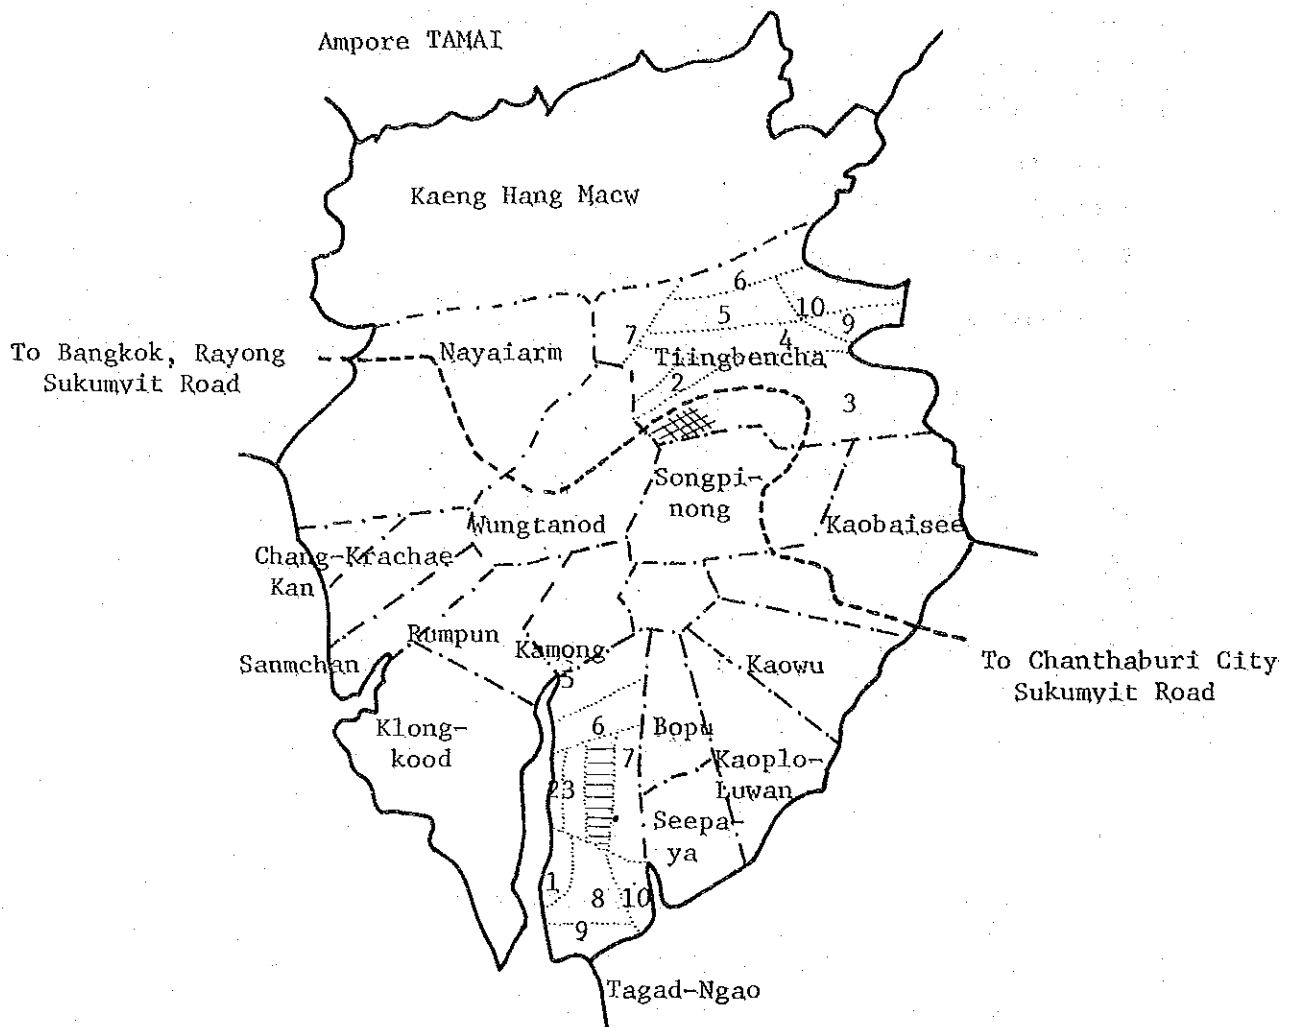 Ampore TAMAI
Kaeng Hang Macw
6
10
5
9
7
4
To Bangkok, Rayong
Sukumvit Road
Nayaiarm
Tiingbencha
2
3
Songpi-
nong
Wungtanod
Kaobaisee
Chang-Krachae
Kan
Rumpun
Kamong
Sanmchan
Kaowu
To Chanthaburi City
Sukumvit Road
5
6
Bopu
Klong-
kood
7
Kaoplo-
Luwan
23
Seepa-
ya
1
8
10
9
Tagad-Ngao